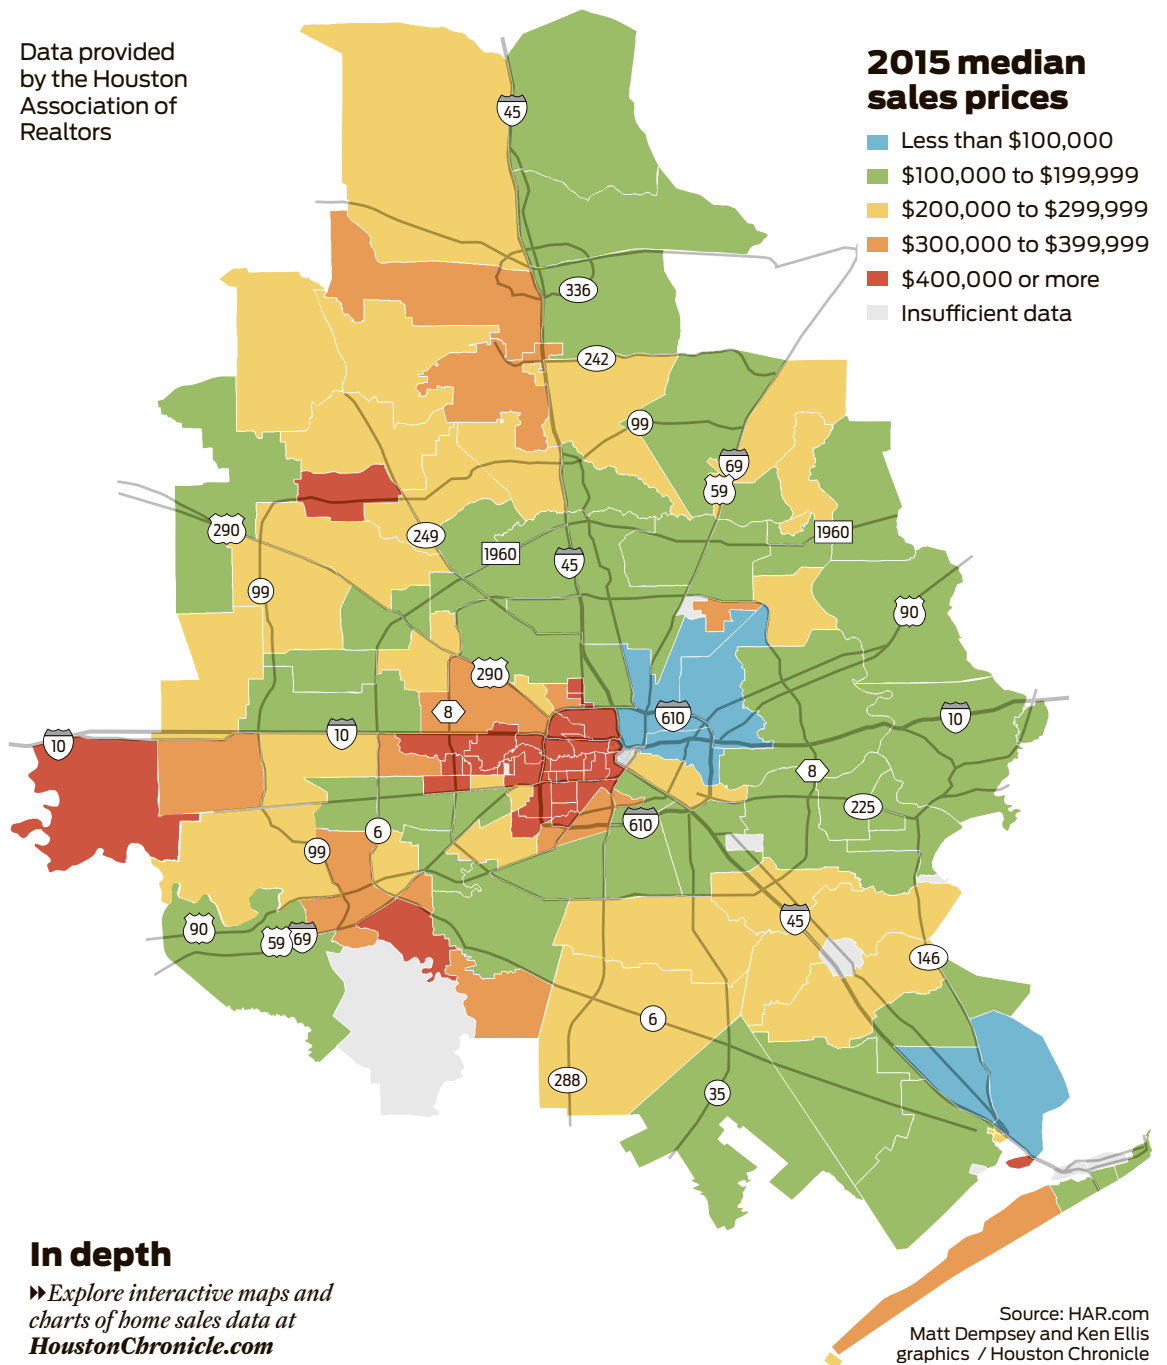 Data provided
by the Houston
Association of
Realtors
2015 median
sales prices
Less than $100,000
$100,000 to $199,999
$200,000 to $299,999
$300,000 to $399,999
$400,000 or more
Insufficient data
45
336
242
99
69
59
290
249
1960
1960
45
99
90
290
8
610
10
10
10
8
225
6
610
99
45
90
59
69
146
6
288
35
In depth
Explore interactive maps and
charts of home sales data at
HoustonChronicle.com
Source: HAR.com
Matt Dempsey and Ken Ellis
graphics / Houston Chronicle